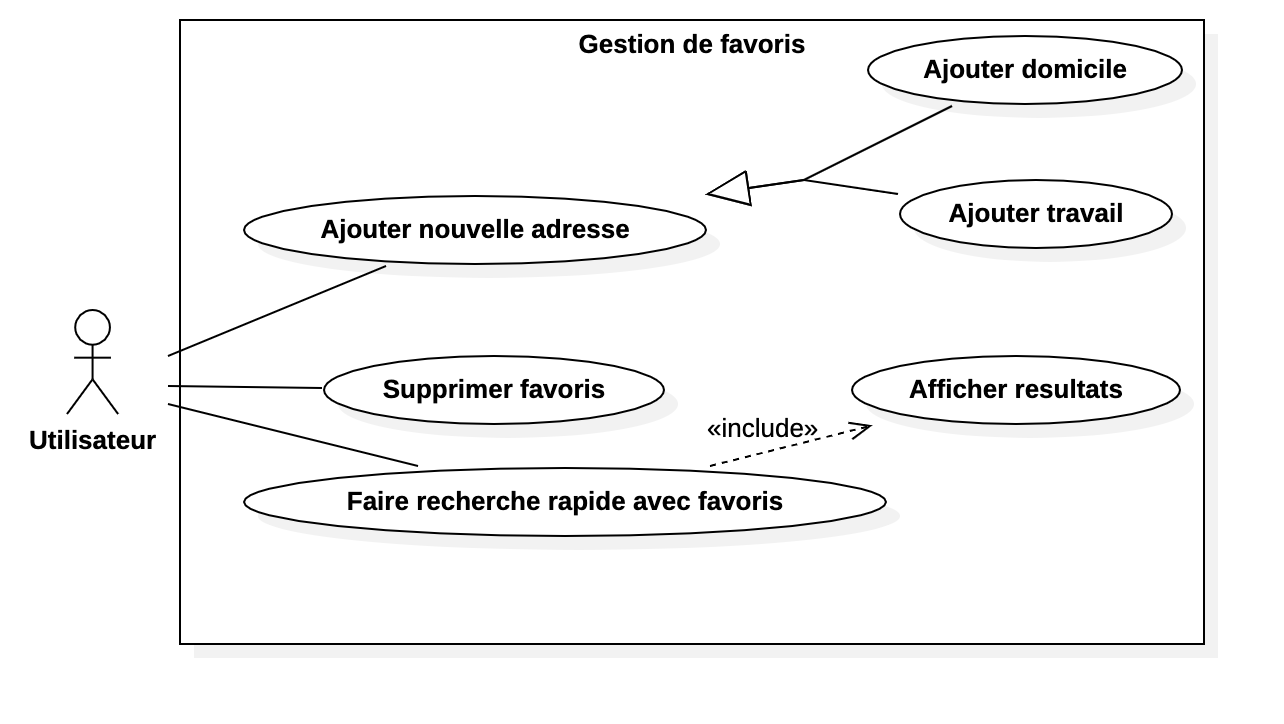 Gestion de favoris
Ajouter domicile
Ajouter travail
Ajouter nouvelle adresse
Utilisateur
Supprimer favoris
Afficher resultats
«include»
Faire recherche rapide avec favoris